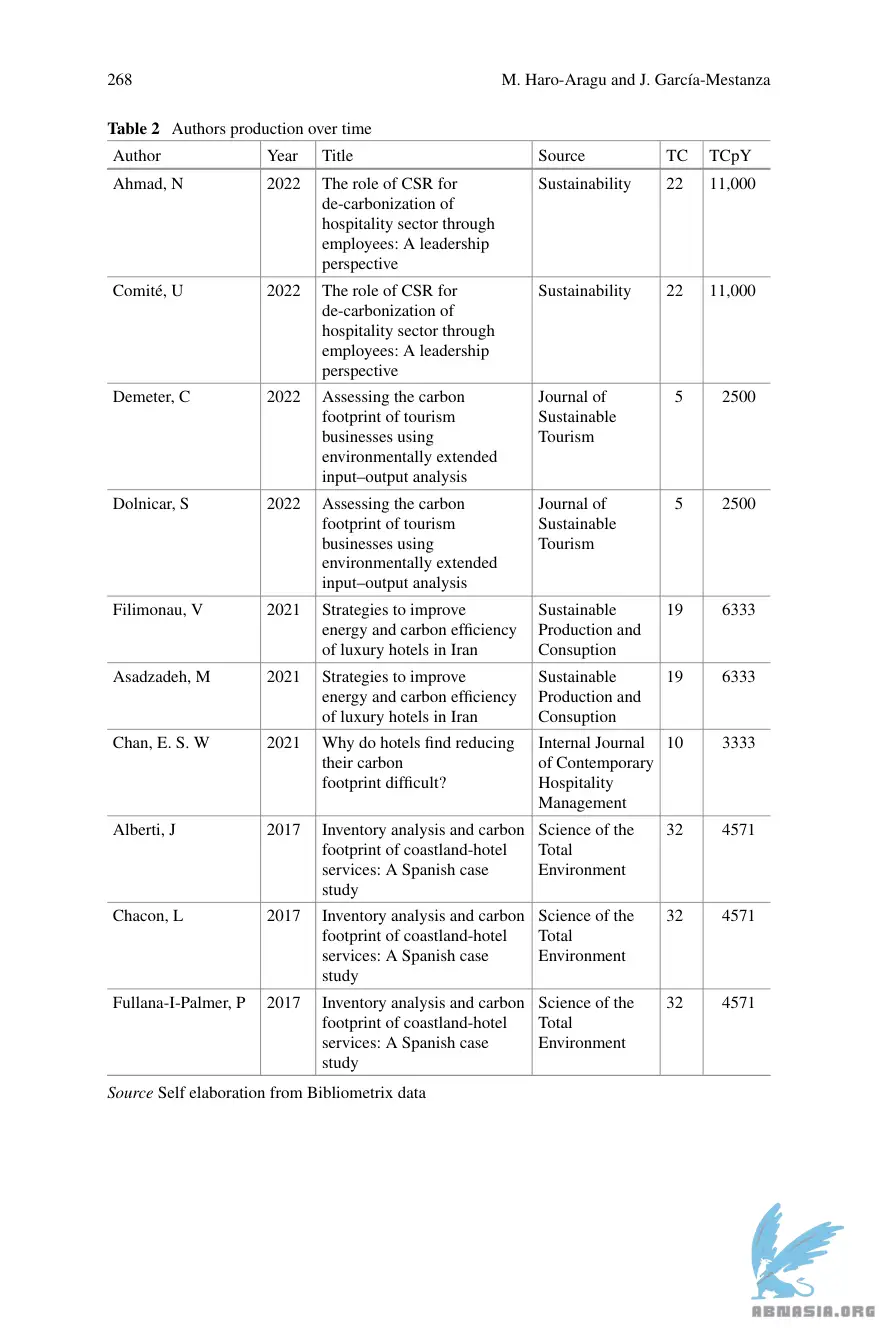 268 M. Haro-Aragu and J. García-Mestanza
Table 2 Authors production over time
Author Year Title Source TC TCpY
Ahmad, N 2022 The role of CSR for Sustainability 22 11,000
de-carbonization of
hospitality sector through
employees: A leadership
perspective
Comité, U 2022 The role of CSR for Sustainability 22 11,000
de-carbonization of
hospitality sector through
employees: A leadership
perspective
Demeter, C 2022 Assessing the carbon Journal of 5 2500
footprint of tourism Sustainable
businesses using Tourism
environmentally extended
input–output analysis
Dolnicar, S 2022 Assessing the carbon Journal of 5 2500
footprint of tourism Sustainable
businesses using Tourism
environmentally extended
input–output analysis
Filimonau, V 2021 Strategies to improve Sustainable 19 6333
energy and carbon efficiency Production and
of luxury hotels in Iran Consuption
Asadzadeh, M 2021 Strategies to improve Sustainable 19 6333
energy and carbon efficiency Production and
of luxury hotels in Iran Consuption
Chan, E. S. W 2021 Why do hotels find reducing Internal Journal 10 3333
their carbon of Contemporary
footprint difficult? Hospitality
Management
Alberti, J 2017 Inventory analysis and carbon Science of the 32 4571
footprint of coastland-hotel Total
services: A Spanish case Environment
study
Chacon, L 2017 Inventory analysis and carbon Science of the 32 4571
footprint of coastland-hotel Total
services: A Spanish case Environment
study
Fullana-I-Palmer, P 2017 Inventory analysis and carbon Science of the 32 4571
footprint of coastland-hotel Total
services: A Spanish case Environment
study
Source Self elaboration from Bibliometrix data
ABNASIA.ORG